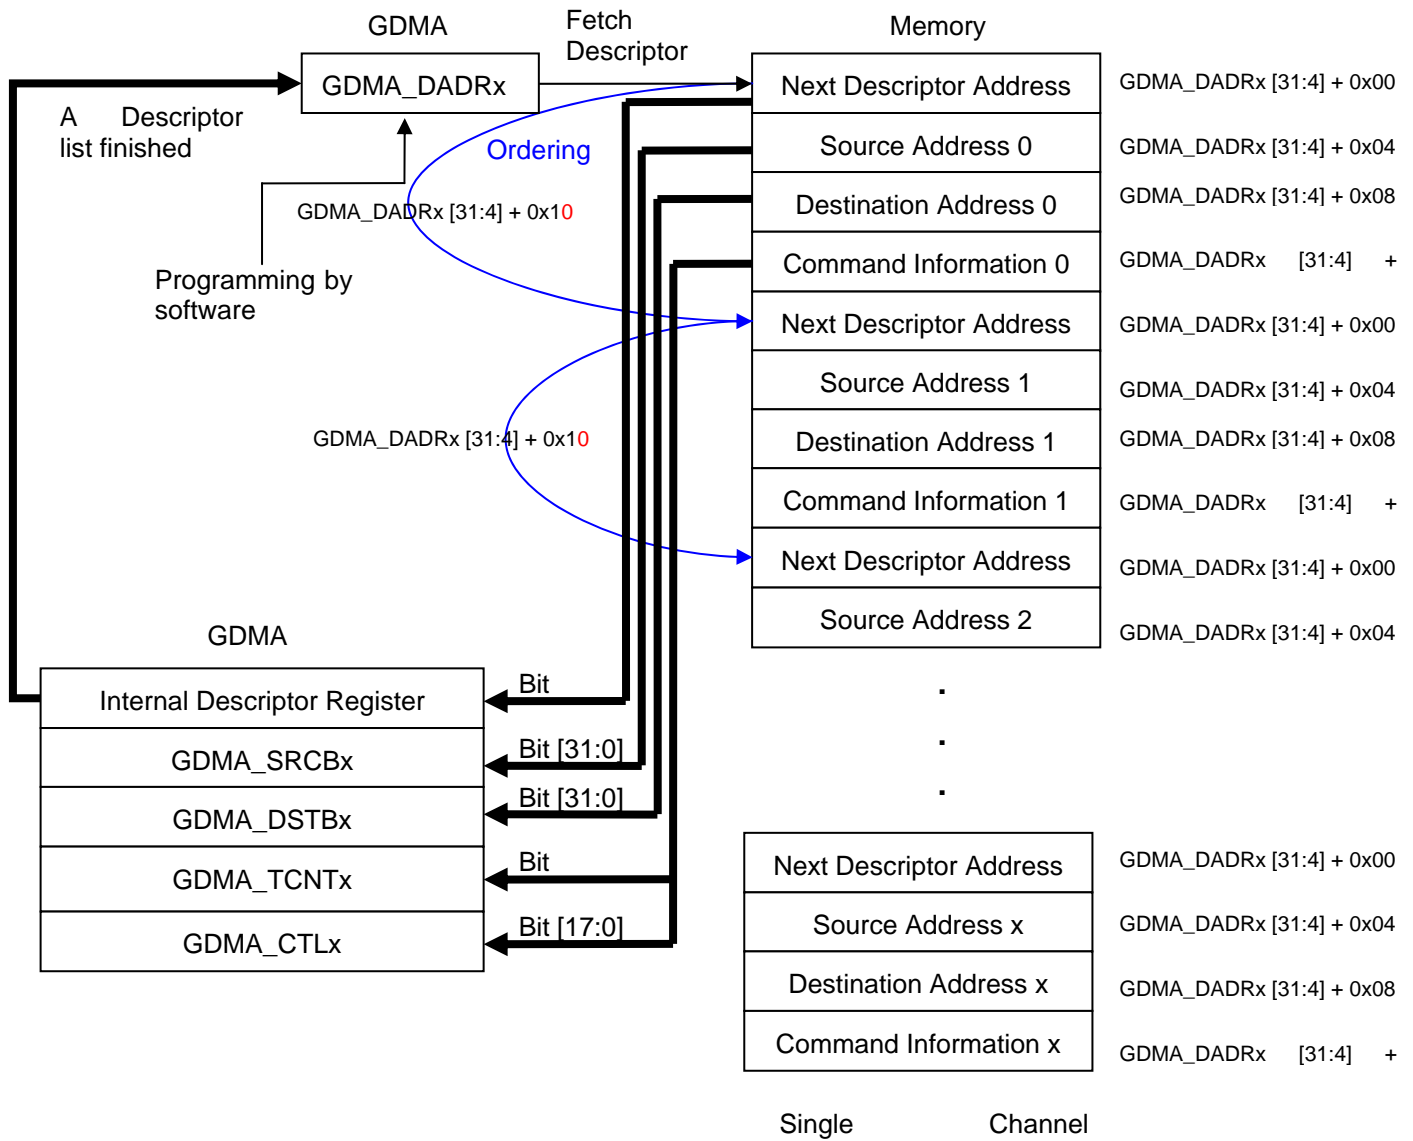 GDMA
Fetch
Descriptor
Memory
GDMA_DADRx
Next Descriptor Address
GDMA_DADRx [31:4] + 0x00
A Descriptor
list finished
Ordering
Source Address 0
GDMA_DADRx [31:4] + 0x04
GDMA_DADRx [31:4] + 0x10
Destination Address 0
GDMA_DADRx [31:4] + 0x08
Programming by
software
Command Information 0
GDMA_DADRx [31:4] +
Next Descriptor Address
GDMA_DADRx [31:4] + 0x00
Source Address 1
GDMA_DADRx [31:4] + 0x04
GDMA_DADRx [31:4] + 0x10
Destination Address 1
GDMA_DADRx [31:4] + 0x08
Command Information 1
GDMA_DADRx [31:4] +
Next Descriptor Address
GDMA_DADRx [31:4] + 0x00
Source Address 2
GDMA_DADRx [31:4] + 0x04
GDMA
Internal Descriptor Register
Bit
GDMA_SRCBx
Bit [31:0]
GDMA_DSTBx
Bit [31:0]
GDMA_TCNTx
Bit
GDMA_CTLx
Bit [17:0]
.
.
.
Next Descriptor Address
GDMA_DADRx [31:4] + 0x00
Source Address x
GDMA_DADRx [31:4] + 0x04
Destination Address x
GDMA_DADRx [31:4] + 0x08
Command Information x
GDMA_DADRx [31:4] +
Single Channel